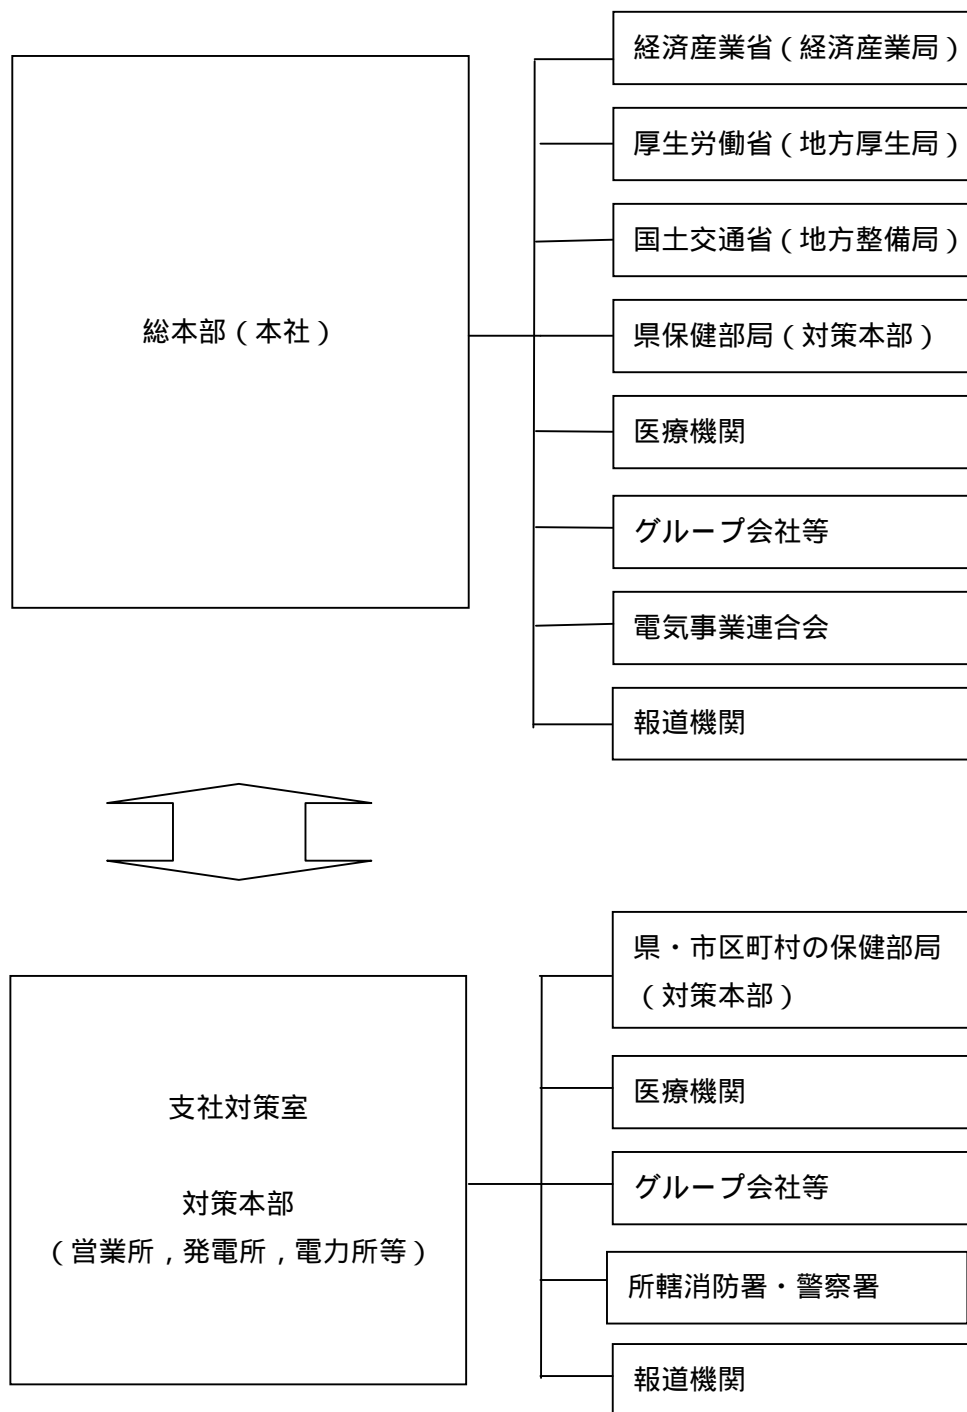 総本部（本社）
経済産業省（経済産業局）
厚生労働省（地方厚生局）
国土交通省（地方整備局）
県保健部局（対策本部）
医療機関
グループ会社等
電気事業連合会
報道機関
支社対策室
対策本部
（営業所，発電所，電力所等）
県・市区町村の保健部局
（対策本部）
医療機関
グループ会社等
所轄消防署・警察署
報道機関